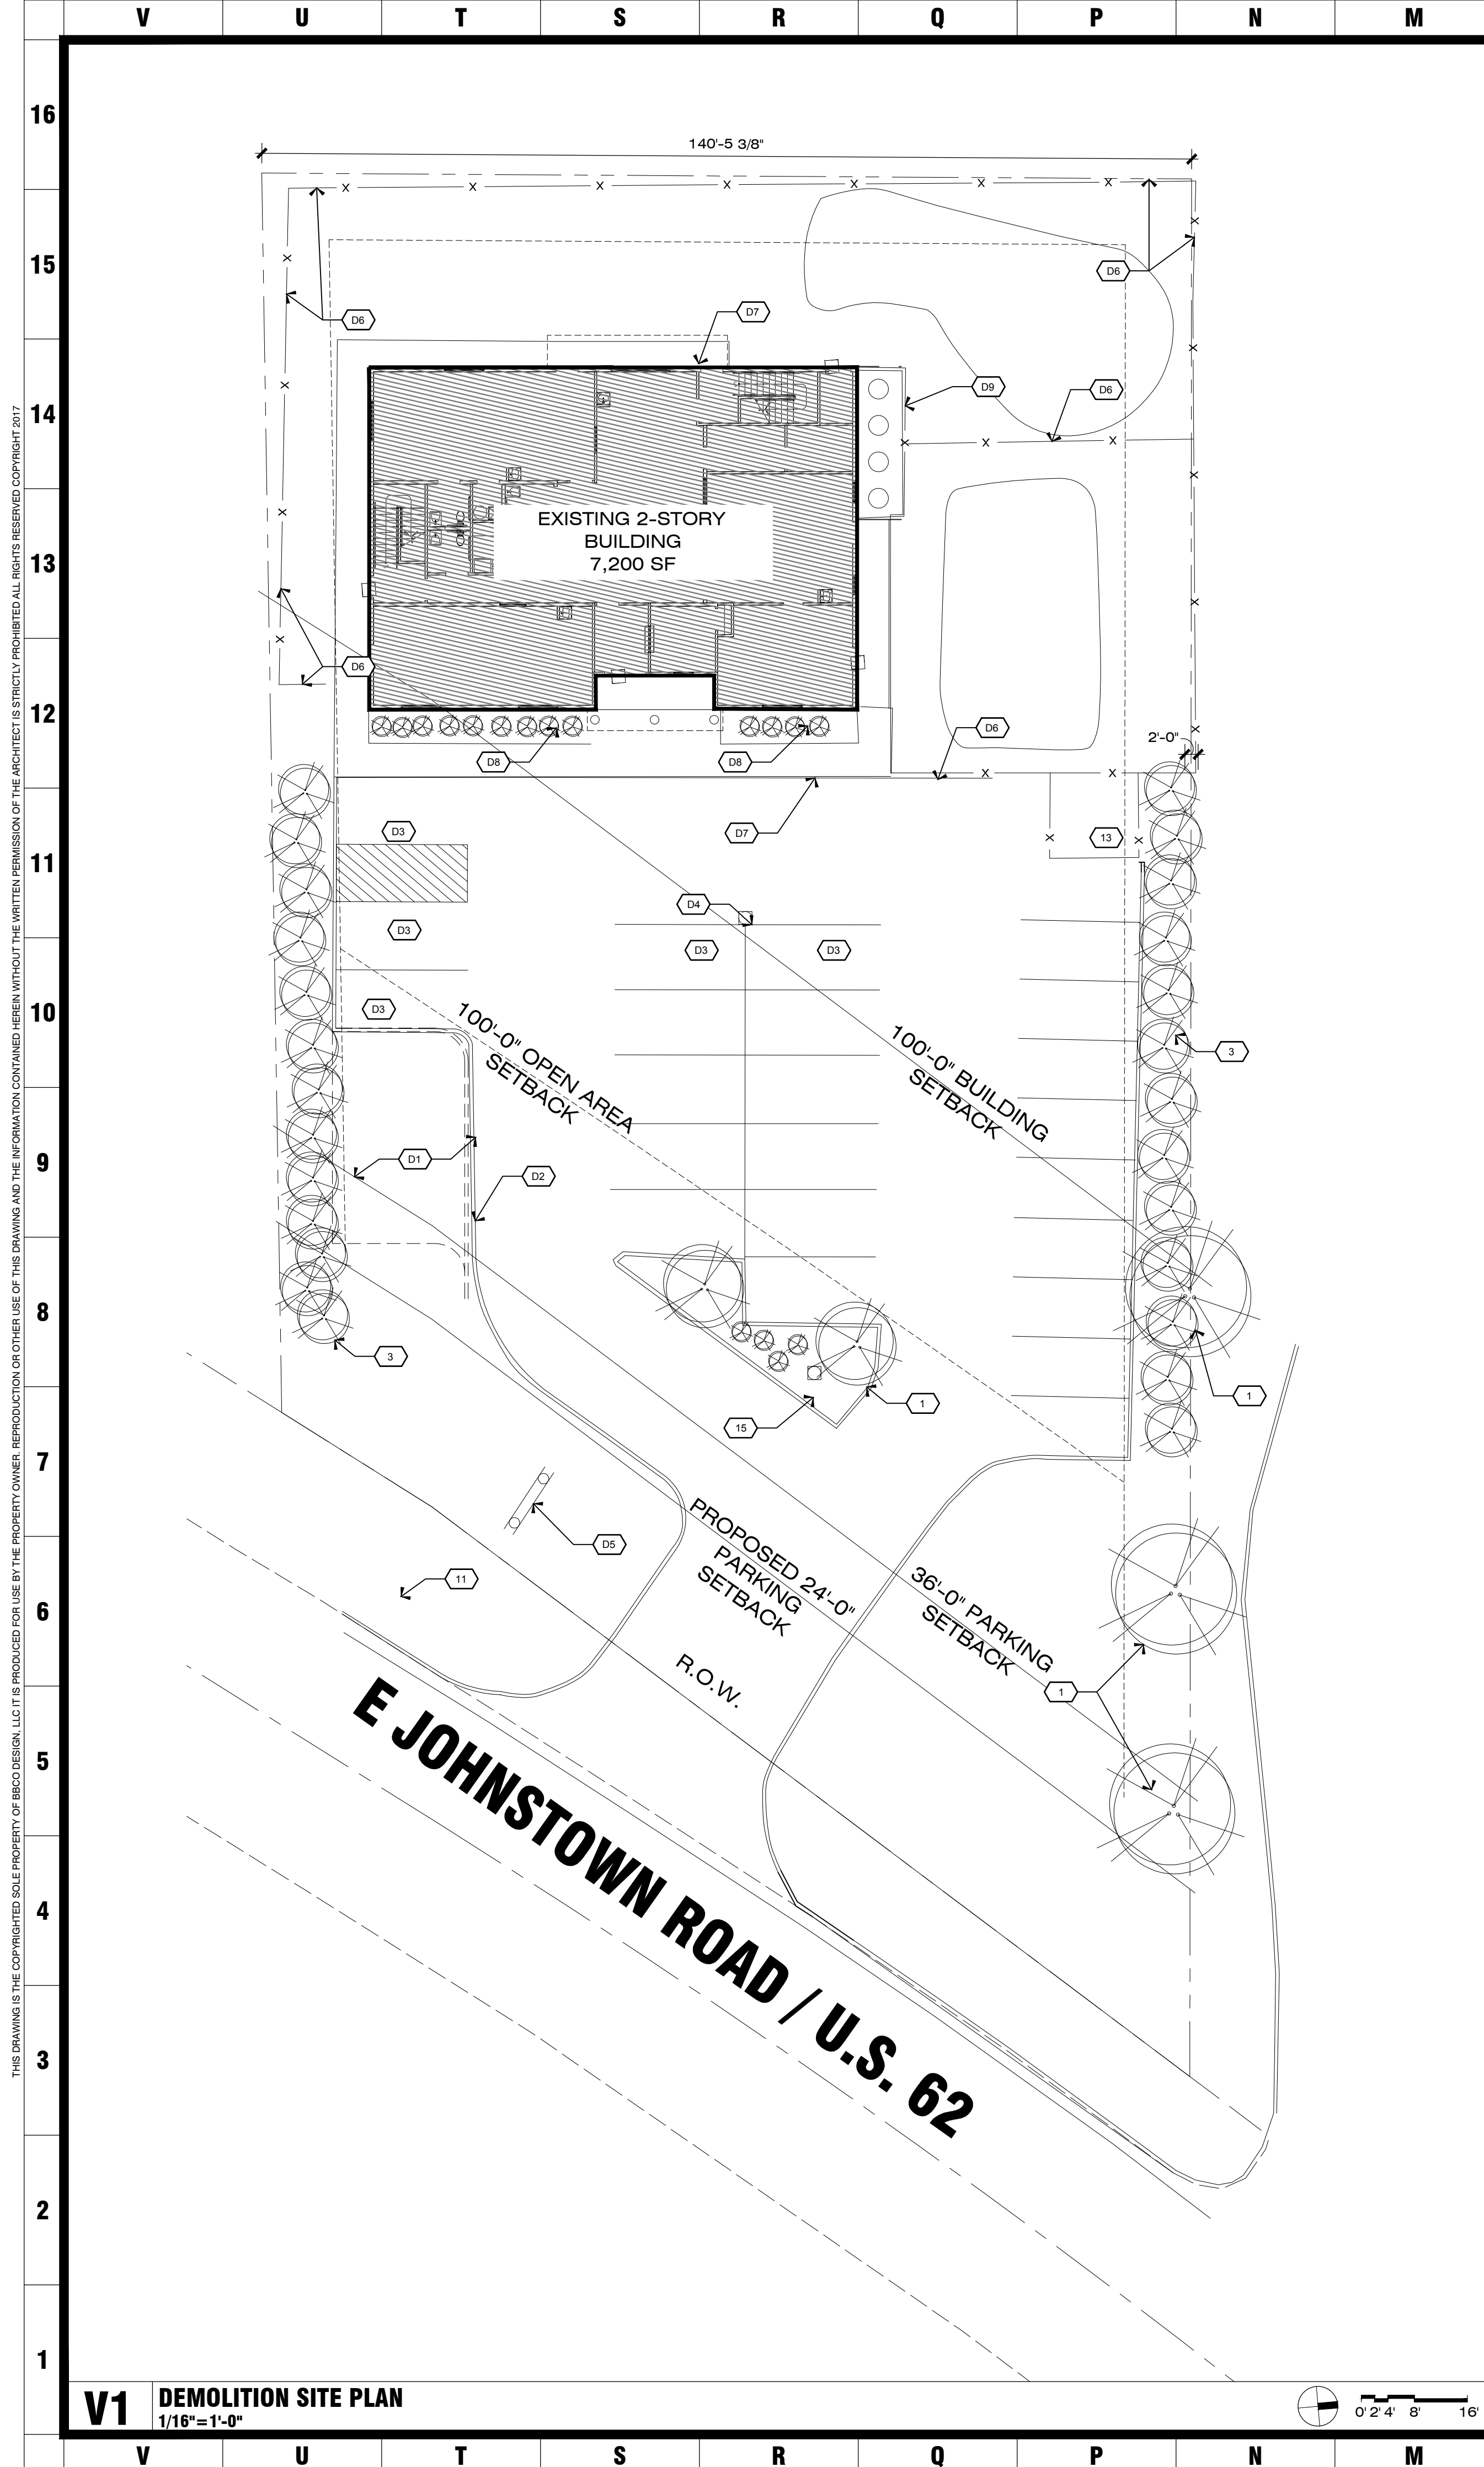 V U T S R Q P N M
16
140'-5 3/8"
X X X X X X X
X
15
X
D6
D6
D7
X
X
14
D9
D6
X X X
X
X
13
EXISTING 2-STORY
BUILDING
7,200 SF
X
X
D6
12
D6
X
2'-0"
D8
D8
X X
11
D3
D7
X 13 X
D4
D3
D3
D3
10
D3
100'-0" OPEN AREA
SETBACK
100'-0" BUILDING
SETBACK
3
9
D1
D2
8
3
1
1
15
7
D5
PROPOSED 24'-0"
PARKING
SETBACK
36'-0" PARKING
SETBACK
11
6
R.O.W.
1
5
E JOHNSTOWN ROAD / U.S. 62
4
3
2
1
THIS DRAWING IS THE COPYRIGHTED SOLE PROPERTY OF BBCO DESIGN, LLC IT IS PRODUCED FOR USE BY THE PROPERTY OWNER. REPRODUCTION OR OTHER USE OF THIS DRAWING AND THE INFORMATION CONTAINED HEREIN WITHOUT THE WRITTEN PERMISSION OF THE ARCHITECT IS STRICTLY PROHIBITED ALL RIGHTS RESERVED COPYRIGHT 2017
V1
DEMOLITION SITE PLAN
1/16"=1'-0"
0' 2' 4' 8' 16'
V U T S R Q P N M